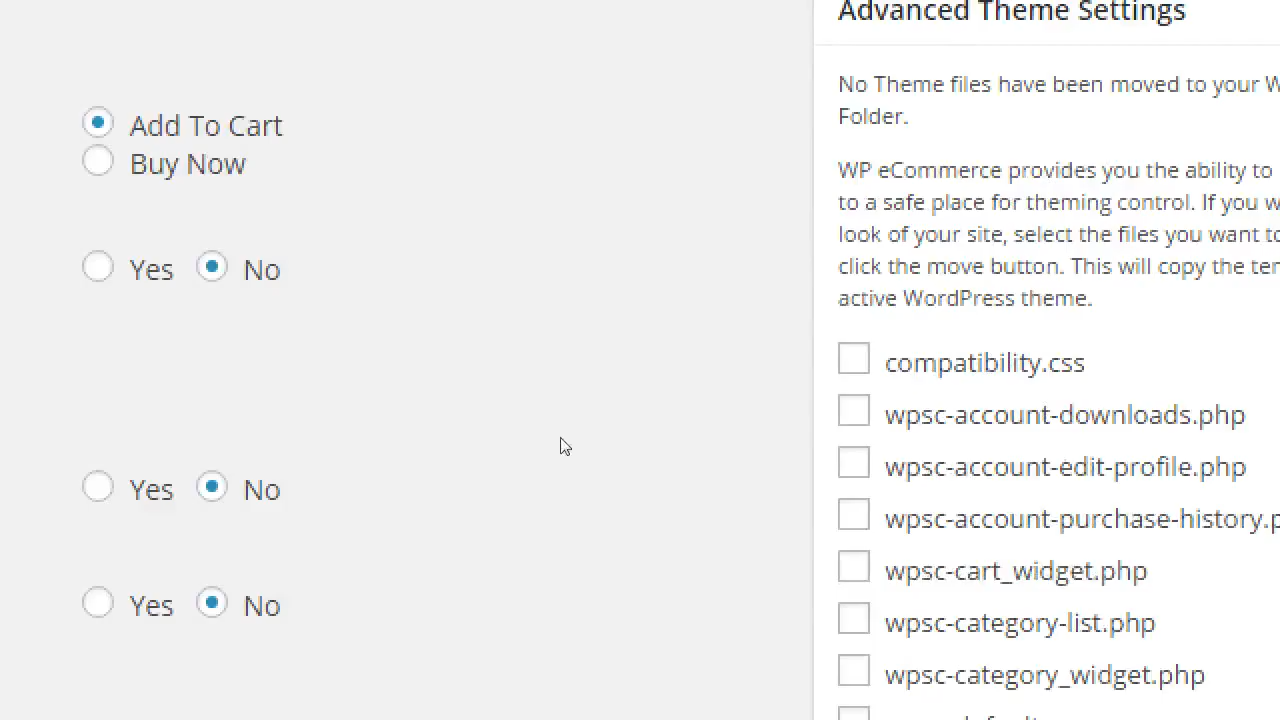 Add To Cart
Buy Now
Yes No
Yes No
Yes No
Advanced Theme Settings
No Theme files have been moved to your
Folder.
WP eCommerce provides you the ability to
to a safe place for theming control. If you
look of your site, select the files you want
click the move button. This will copy the
active WordPress theme.
compatibility.css
wpsc-account-downloads.php
wpsc-account-edit-profile.php
wpsc-account-purchase-history.p
wpsc-cart_widget.php
wpsc-category-list.php
wpsc-category_widget.php